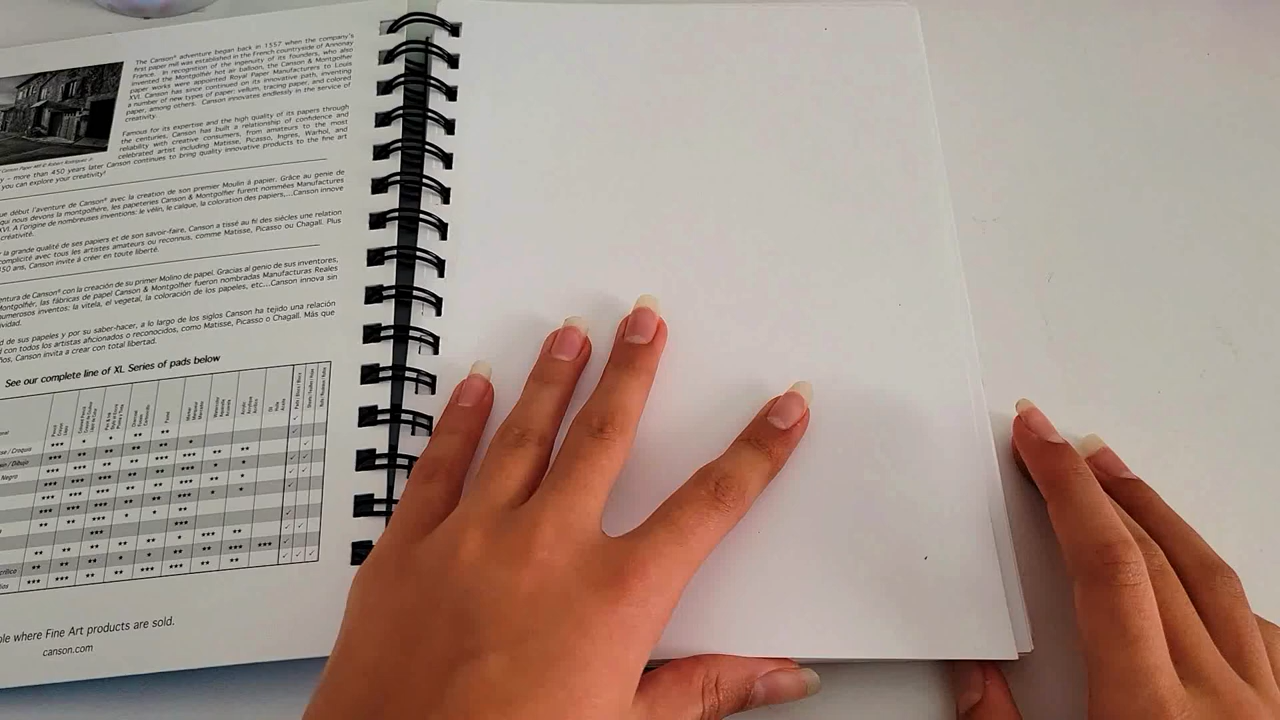 The Canson® adventure began back in 1557 when the company's
first paper mill was established in the French countryside of Annonay
France. In recognition of the ingenuity of its founders, who also
invented the Montgolfier hot air balloon, the Canson & Montgolfier
paper works were appointed Royal Paper Manufacturers to Louis
XVI. Canson has since continued on its innovative path, inventing
a number of new types of paper: vellum, tracing paper, and colored
paper, among others. Canson innovates endlessly in the service of
creativity.
Famous for its expertise and the high quality of its papers through
the centuries, Canson has built a relationship of confidence and
reliability with creative consumers, from amateurs to the most
celebrated artist including Matisse, Picasso, Ingres, Warhol, and
y – more than 450 years later Canson continues to bring quality innovative products to the fine art
you can explore your creativity!
ue début l'aventure de Canson® avec la création de son premier Moulin à papier. Grâce au génie de
qui nous devons la montgolfière, les papeteries Canson & Montgolfier furent nommées Manufactures
XVI. A l'origine de nombreuses inventions: le vélin, le calque, la coloration des papiers,...Canson innove
créativité.
la grande qualité de ses papiers et de son savoir-faire, Canson a tissé au fil des siècles une relation
complicité avec tous les artistes amateurs ou reconnus, comme Matisse, Picasso ou Chagall. Plus
50 ans, Canson invite à créer en toute liberté.
entura de Canson® con la creación de su primer Molino de papel. Gracias al genio de sus inventores,
Montgolfier, las fábricas de papel Canson & Montgolfier fueron nombradas Manufacturas Reales
numerosos inventos: la vitela, el vegetal, la coloración de los papeles, etc...Canson innova sin
ividad.
d de sus papeles y por su saber-hacer, a lo largo de los siglos Canson ha tejido una relación
d con todos los artistas aficionados o reconocidos, como Matisse, Picasso o Chagall. Más que
ños, Canson invita a crear con total libertad.
See our complete line of XL Series of pads below
/ Croquis
/ Dibujo
Negro
ple where Fine Art products are sold.
canson.com